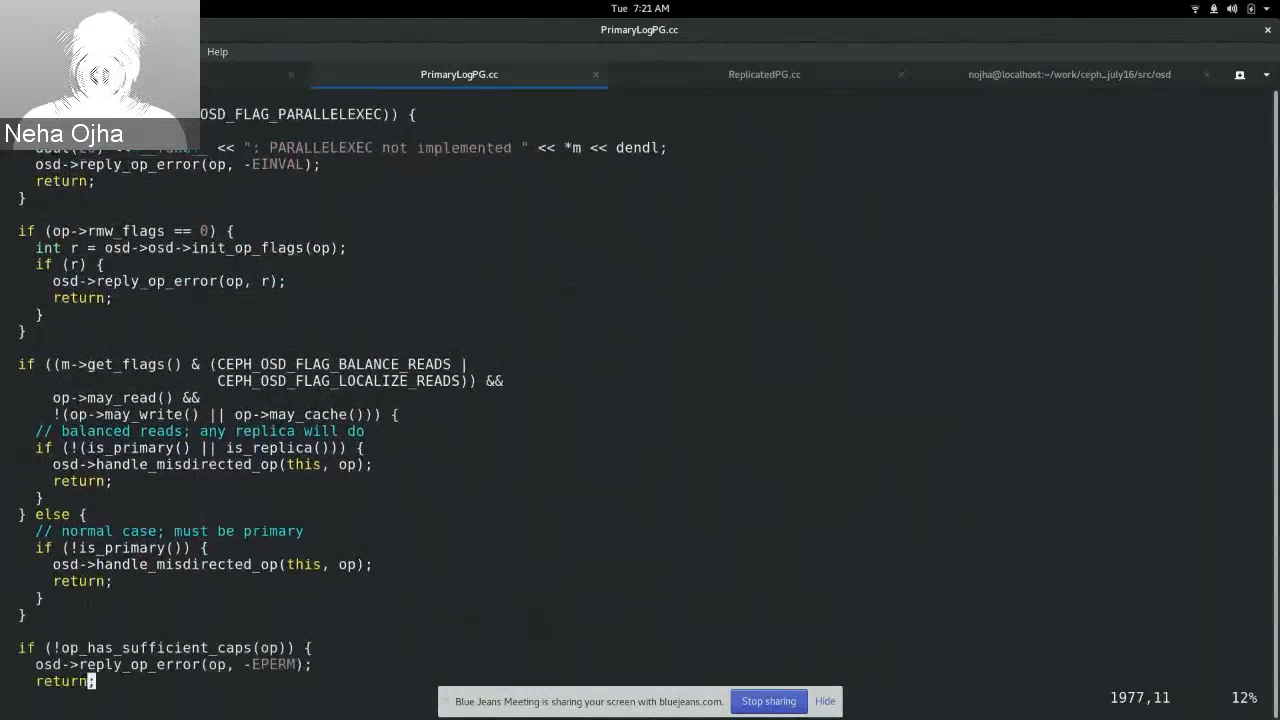 Tue 7:21 AM
PrimaryLogPG.cc
Help
PrimaryLogPG.cc
ReplicatedPG.cc
nojha@localhost:~/work/ceph_july16/src/osd
Neha Ojha
OSD_FLAG_PARALLELEXEC)) {
<< ": PARALLELEXEC not implemented " << *m << dendl;
osd->reply_op_error(op, -EINVAL);
return;
}
if (op->rmw_flags == 0) {
int r = osd->osd->init_op_flags(op);
if (r) {
osd->reply_op_error(op, r);
return;
}
}
if ((m->get_flags() & (CEPH_OSD_FLAG_BALANCE_READS |
CEPH_OSD_FLAG_LOCALIZE_READS)) &&
op->may_read() &&
!(op->may_write() || op->may_cache())) {
// balanced reads; any replica will do
if (!(is_primary() || is_replica())) {
osd->handle_misdirected_op(this, op);
return;
}
} else {
// normal case; must be primary
if (!is_primary()) {
osd->handle_misdirected_op(this, op);
return;
}
}
if (!op_has_sufficient_caps(op)) {
osd->reply_op_error(op, -EPERM);
return;
Blue Jeans Meeting is sharing your screen with bluejeans.com.
Stop sharing
Hide
1977,11
12%